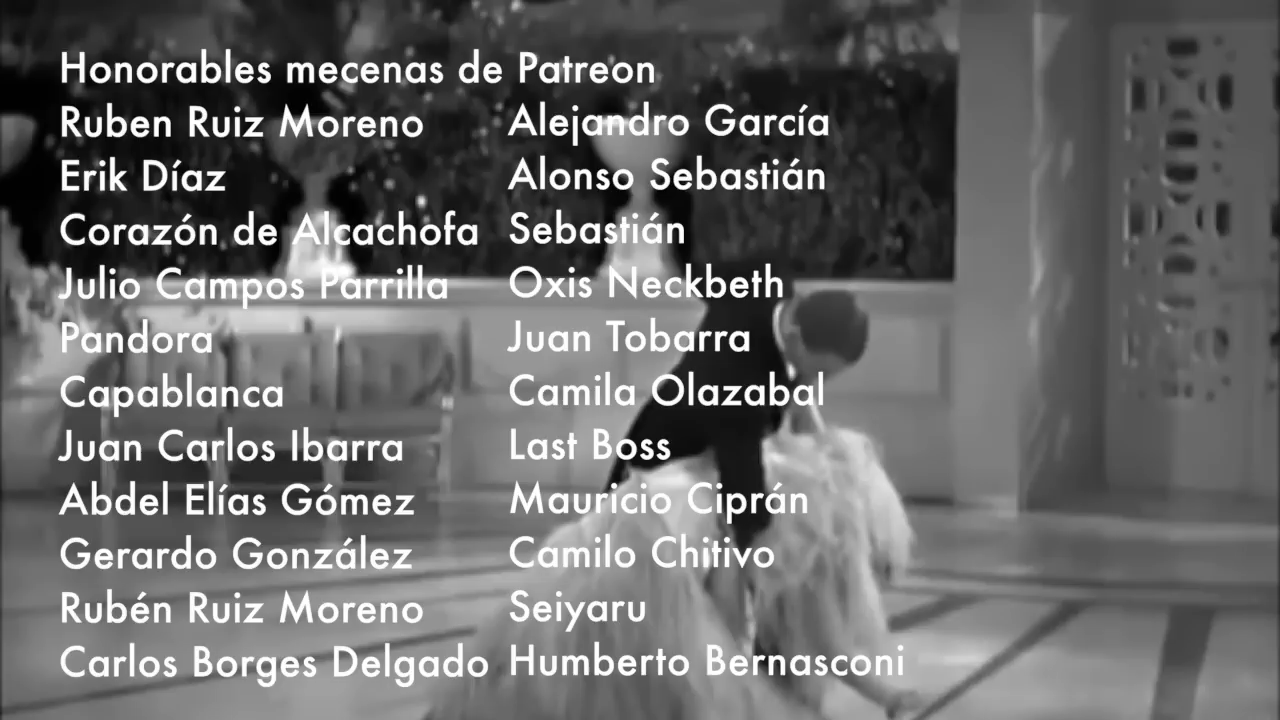 Honorables mecenas de Patreon
Ruben Ruiz Moreno
Erik Díaz
Corazón de Alcachofa
Julio Campos Parrilla
Pandora
Capablanca
Juan Carlos Ibarra
Abdel Elías Gómez
Gerardo González
Rubén Ruiz Moreno
Carlos Borges Delgado
Alejandro García
Alonso Sebastián
Sebastián
Oxis Neckbeth
Juan Tobarra
Camila Olazabal
Last Boss
Mauricio Ciprán
Camilo Chitivo
Seiyaru
Humberto Bernasconi